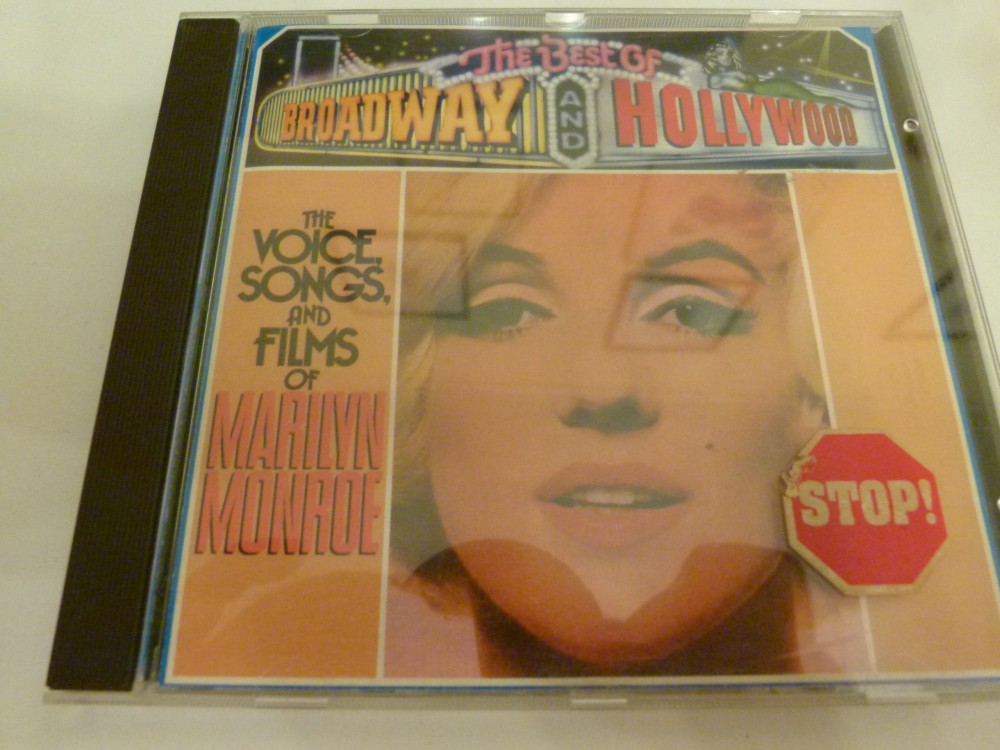 The Best Of
BROADWAY AND HOLLYWOOD
THE
VOICE,
SONGS,
AND
FILMS
OF
MARILYN
MONROE
STOP!